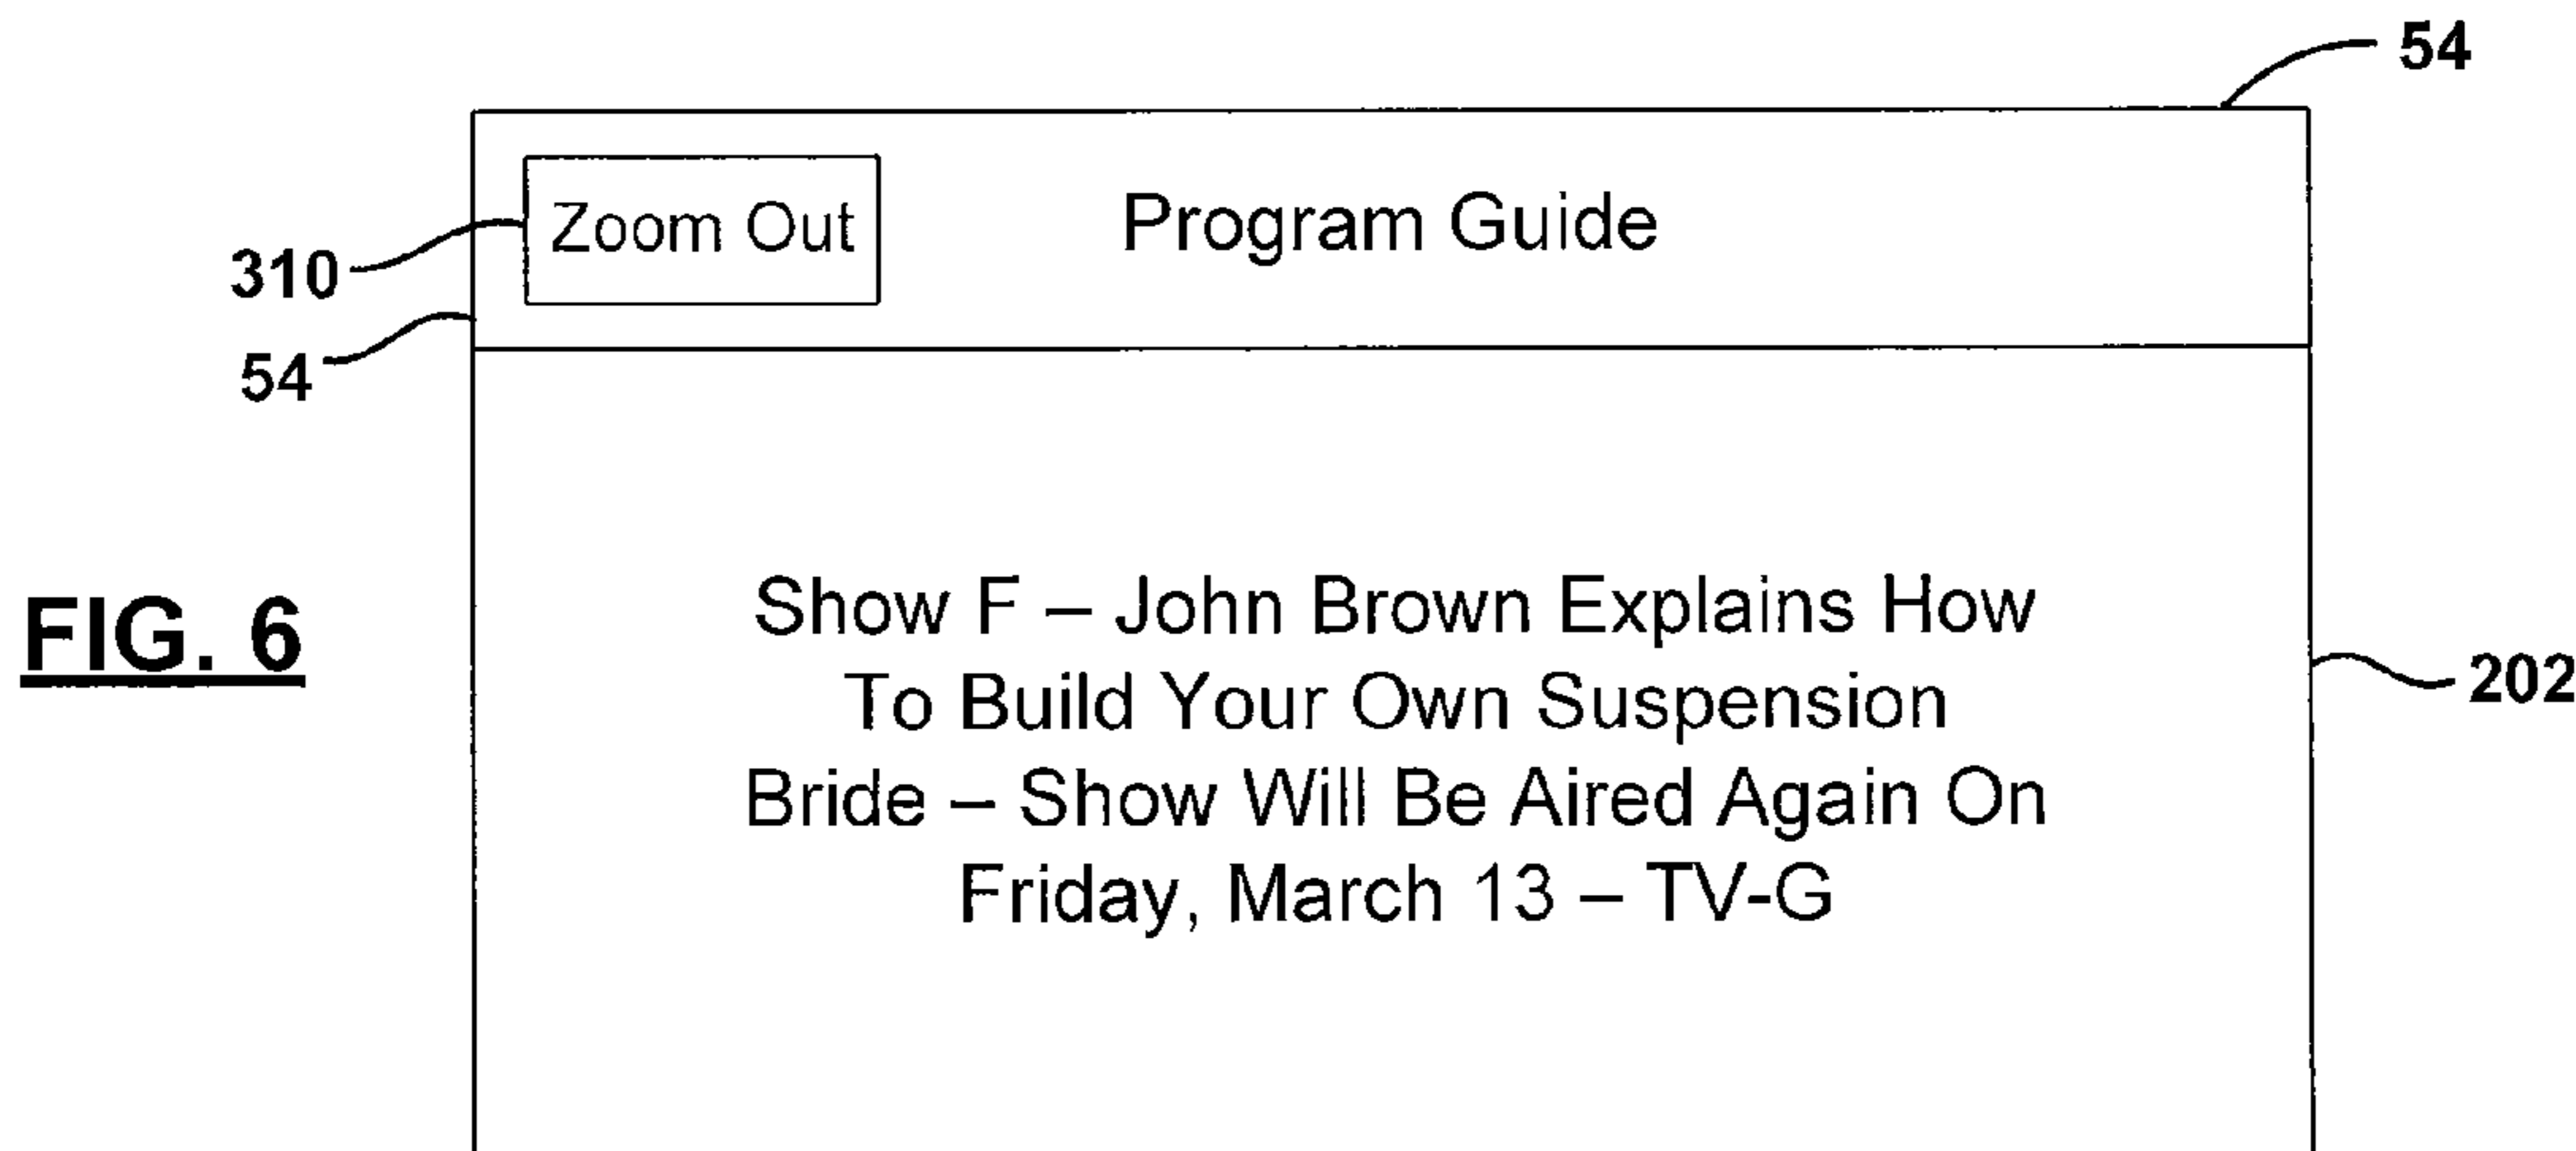 54
Zoom Out
Program Guide
310
54
Show F – John Brown Explains How
To Build Your Own Suspension
Bride – Show Will Be Aired Again On
Friday, March 13 – TV-G
FIG. 6
202